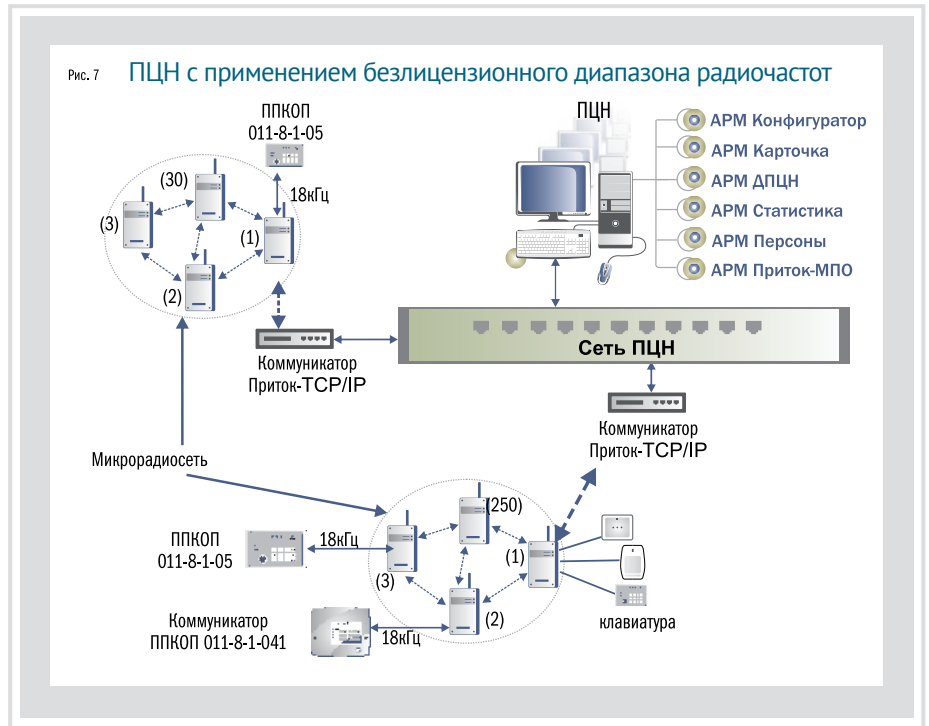 Рис. 7 ПЦН с применением безлицензионного диапазона радиочастот
ППКОП
011-8-1-05
18кГц
(30)
(3)
(1)
(2)
ПЦН
АРМ Конфигуратор
АРМ Карточка
АРМ ДПЦН
АРМ Статистика
АРМ Персоны
АРМ Приток-МПО
Сеть ПЦН
Коммуникатор
Приток-TCP/IP
Коммуникатор
Приток-TCP/IP
Микрорадиосеть
(250)
(1)
(3)
(2)
ППКОП
011-8-1-05
18кГц
Коммуникатор
ППКОП 011-8-1-041
18кГц
клавиатура